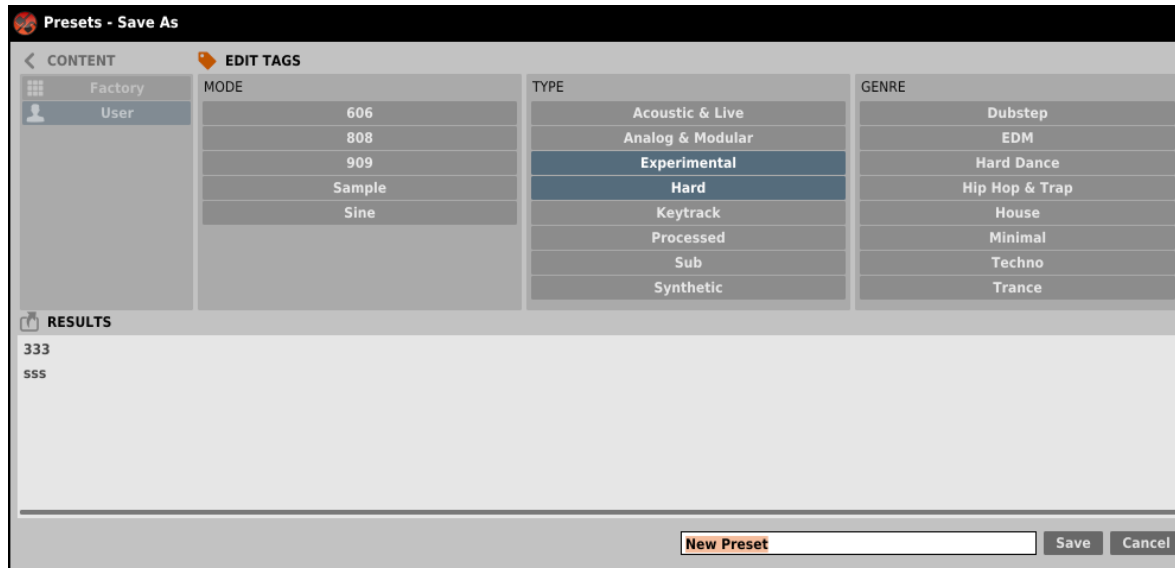 Presets - Save As
CONTENT
EDIT TAGS
Factory
User
MODE
606
808
909
Sample
Sine
TYPE
Acoustic & Live
Analog & Modular
Experimental
Hard
Keytrack
Processed
Sub
Synthetic
GENRE
Dubstep
EDM
Hard Dance
Hip Hop & Trap
House
Minimal
Techno
Trance
RESULTS
333
sss
New Preset
Save
Cancel